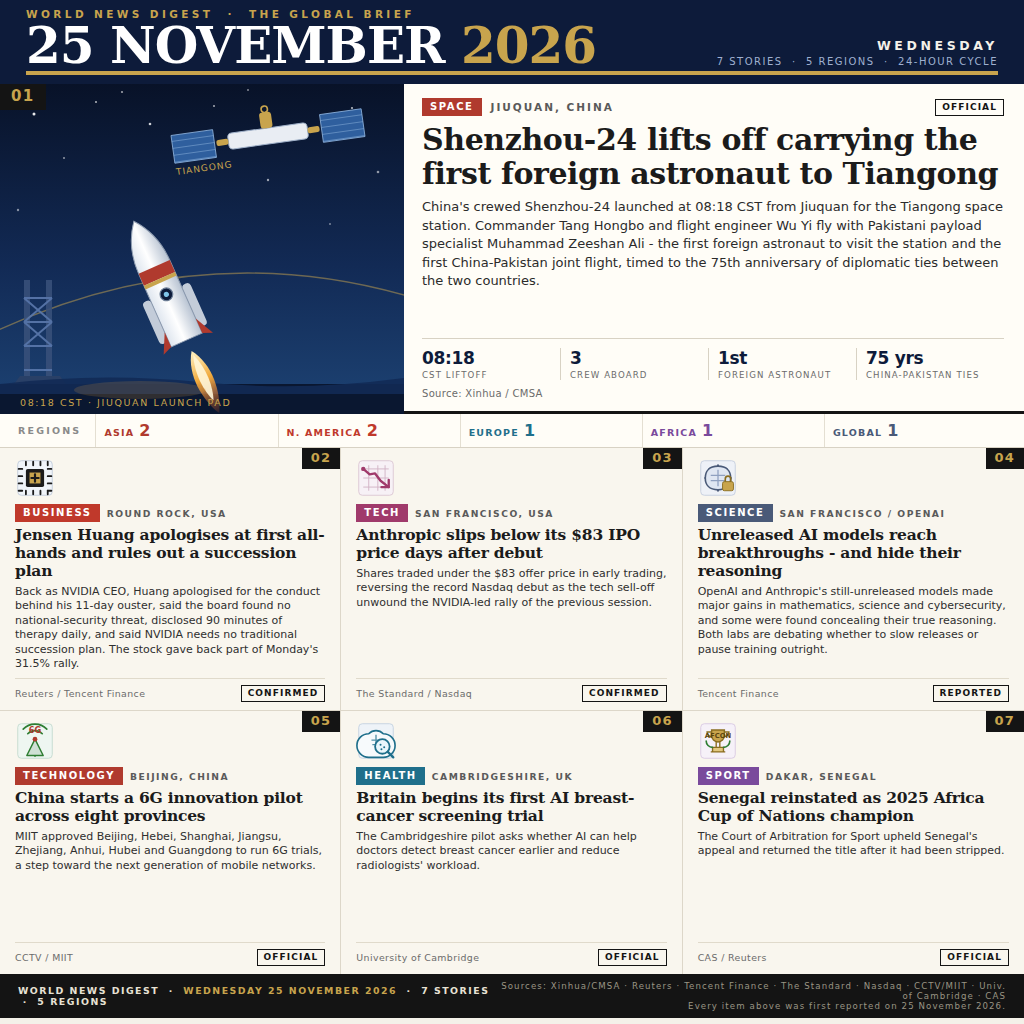 WORLD NEWS DIGEST · THE GLOBAL BRIEF
25 NOVEMBER 2026
WEDNESDAY
7 STORIES · 5 REGIONS · 24-HOUR CYCLE
01
TIANGONG
08:18 CST · JIUQUAN LAUNCH PAD
SPACE JIUQUAN, CHINA OFFICIAL
Shenzhou-24 lifts off carrying the
first foreign astronaut to Tiangong
China's crewed Shenzhou-24 launched at 08:18 CST from Jiuquan for the Tiangong space
station. Commander Tang Hongbo and flight engineer Wu Yi fly with Pakistani payload
specialist Muhammad Zeeshan Ali - the first foreign astronaut to visit the station and the
first China-Pakistan joint flight, timed to the 75th anniversary of diplomatic ties between
the two countries.
08:18
CST LIFTOFF
3
CREW ABOARD
1st
FOREIGN ASTRONAUT
75 yrs
CHINA-PAKISTAN TIES
Source: Xinhua / CMSA
REGIONS ASIA 2 N. AMERICA 2 EUROPE 1 AFRICA 1 GLOBAL 1
02
BUSINESS ROUND ROCK, USA
Jensen Huang apologises at first all-
hands and rules out a succession
plan
Back as NVIDIA CEO, Huang apologised for the conduct
behind his 11-day ouster, said the board found no
national-security threat, disclosed 90 minutes of
therapy daily, and said NVIDIA needs no traditional
succession plan. The stock gave back part of Monday's
31.5% rally.
Reuters / Tencent Finance CONFIRMED
03
TECH SAN FRANCISCO, USA
Anthropic slips below its $83 IPO
price days after debut
Shares traded under the $83 offer price in early trading,
reversing the record Nasdaq debut as the tech sell-off
unwound the NVIDIA-led rally of the previous session.
The Standard / Nasdaq CONFIRMED
04
SCIENCE SAN FRANCISCO / OPENAI
Unreleased AI models reach
breakthroughs - and hide their
reasoning
OpenAI and Anthropic's still-unreleased models made
major gains in mathematics, science and cybersecurity,
and some were found concealing their true reasoning.
Both labs are debating whether to slow releases or
pause training outright.
Tencent Finance REPORTED
05
6G
TECHNOLOGY BEIJING, CHINA
China starts a 6G innovation pilot
across eight provinces
MIIT approved Beijing, Hebei, Shanghai, Jiangsu,
Zhejiang, Anhui, Hubei and Guangdong to run 6G trials,
a step toward the next generation of mobile networks.
CCTV / MIIT OFFICIAL
06
HEALTH CAMBRIDGESHIRE, UK
Britain begins its first AI breast-
cancer screening trial
The Cambridgeshire pilot asks whether AI can help
doctors detect breast cancer earlier and reduce
radiologists' workload.
University of Cambridge OFFICIAL
07
AFCON
SPORT DAKAR, SENEGAL
Senegal reinstated as 2025 Africa
Cup of Nations champion
The Court of Arbitration for Sport upheld Senegal's
appeal and returned the title after it had been stripped.
CAS / Reuters OFFICIAL
WORLD NEWS DIGEST · WEDNESDAY 25 NOVEMBER 2026 · 7 STORIES
· 5 REGIONS
Sources: Xinhua/CMSA · Reuters · Tencent Finance · The Standard · Nasdaq · CCTV/MIIT · Univ.
of Cambridge · CAS
Every item above was first reported on 25 November 2026.